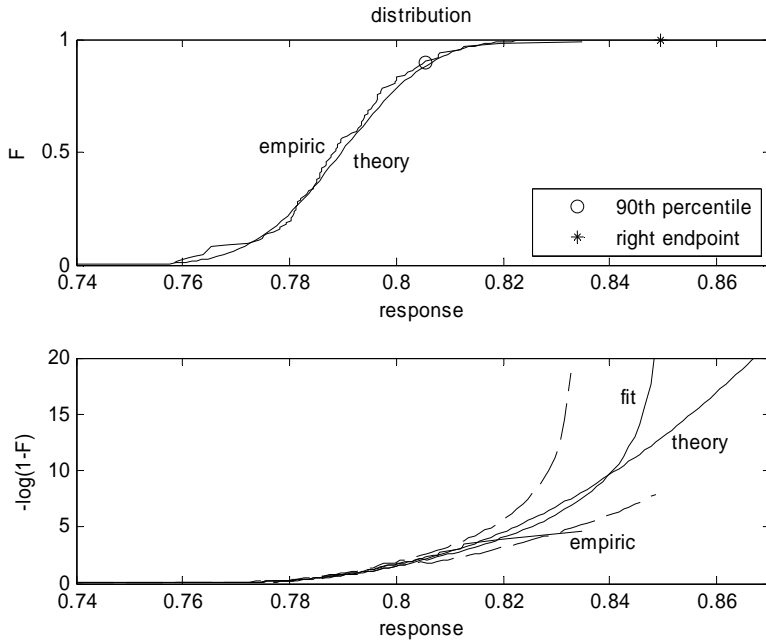 distribution
1
0.5
0
F
empiric
theory
90th percentile
right endpoint
0.74
0.76
0.78
0.8
0.82
0.84
0.86
response
20
15
10
5
0
-log(1-F)
fit
theory
empiric
0.74
0.76
0.78
0.8
0.82
0.84
0.86
response